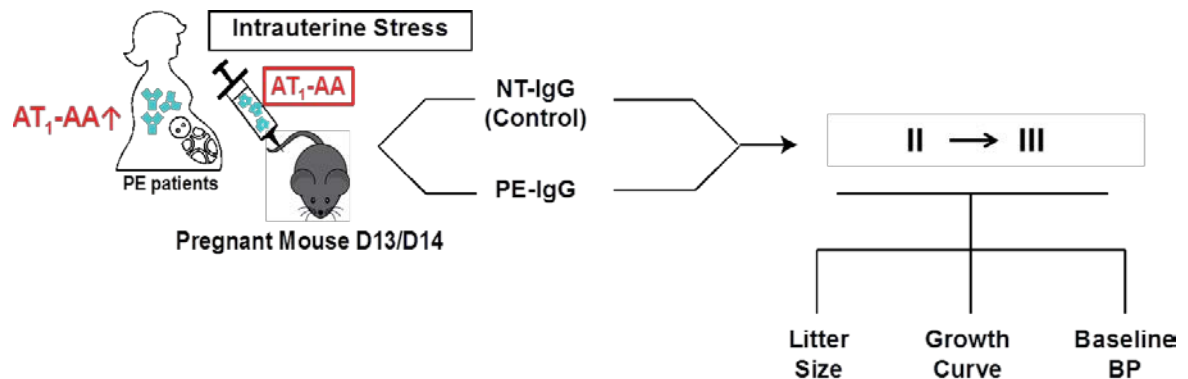 Intrauterine Stress
AT₁-AA
AT₁-AA↑
PE patients
Pregnant Mouse D13/D14
NT-IgG
(Control)
PE-IgG
II → III
Litter
Size
Growth
Curve
Baseline
BP